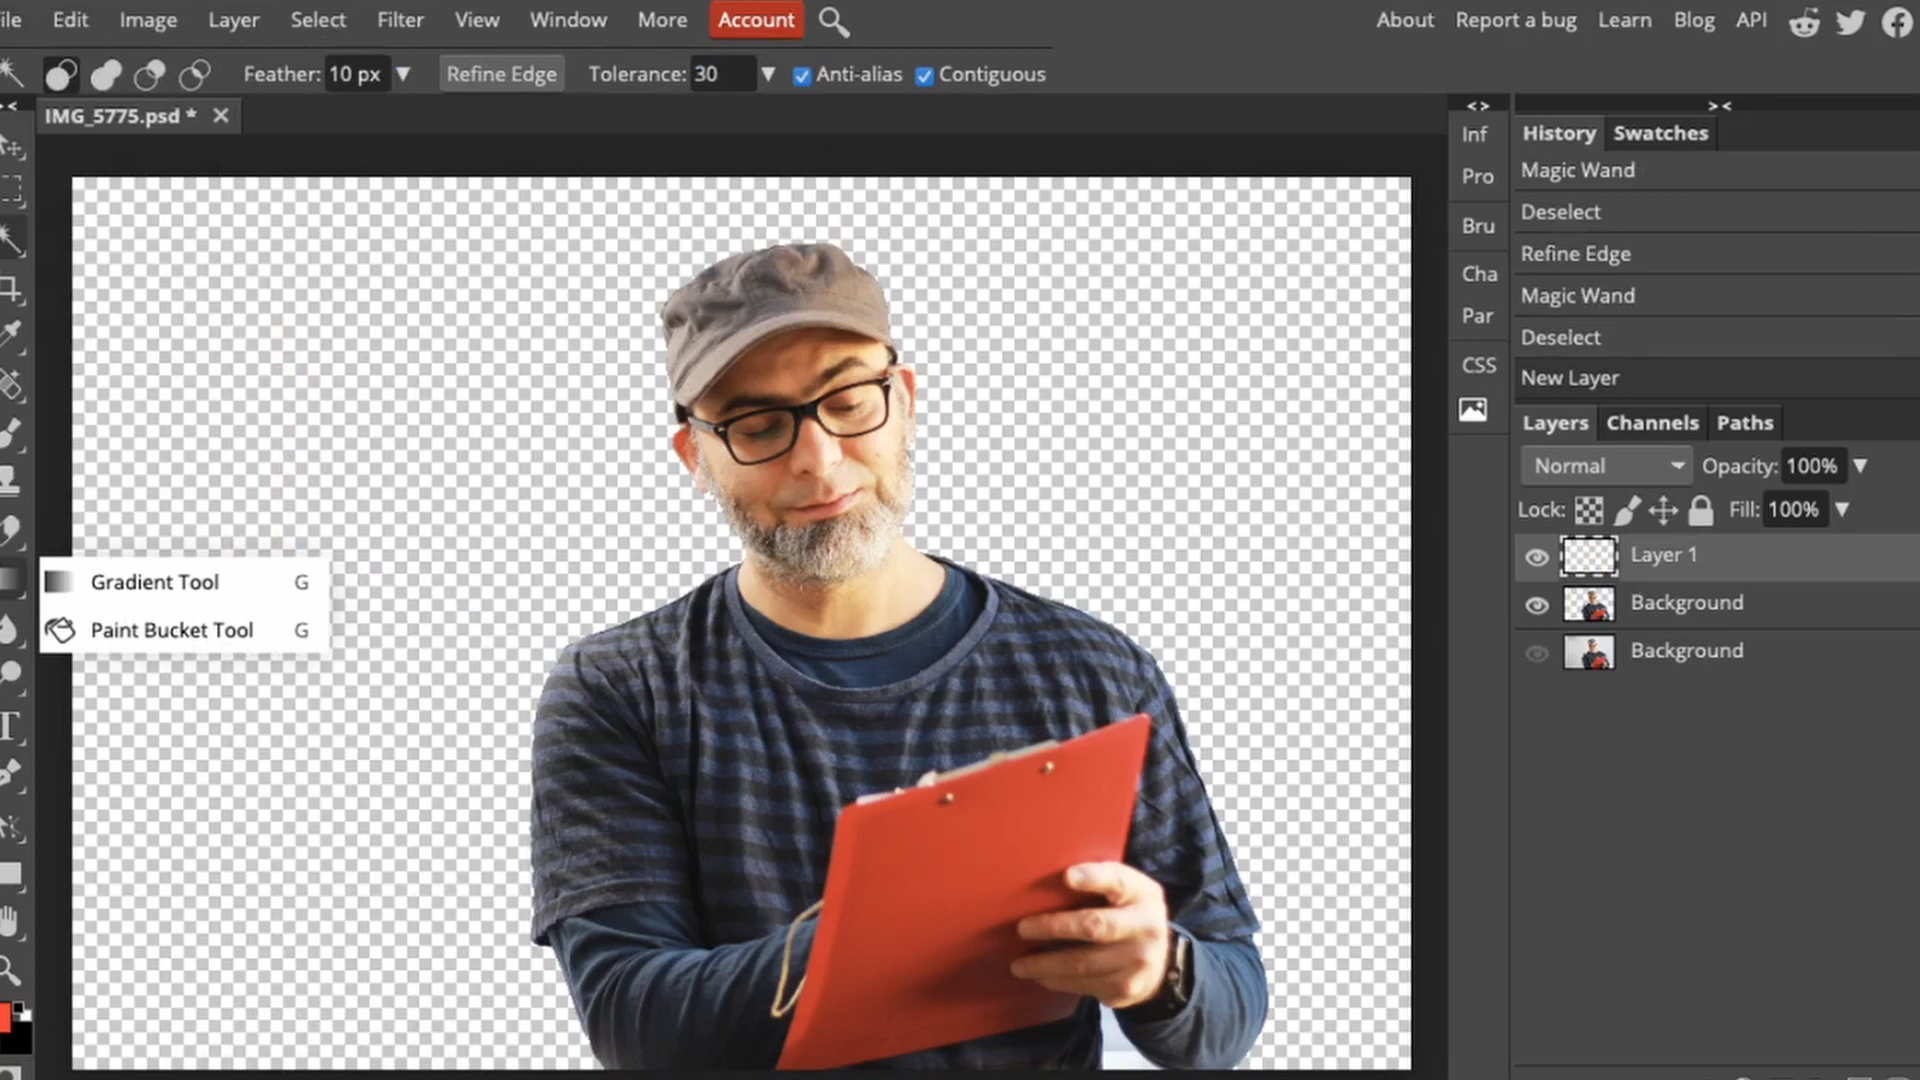 ile Edit Image Layer Select Filter View Window More Account About Report a bug Learn Blog API
Feather: 10 px Refine Edge Tolerance: 30 Anti-alias Contiguous
IMG_5775.psd *
Gradient Tool G
Paint Bucket Tool G
Inf
Pro
Bru
Cha
Par
CSS
History Swatches
Magic Wand
Deselect
Refine Edge
Magic Wand
Deselect
New Layer
Layers Channels Paths
Normal Opacity: 100%
Lock: Fill: 100%
Layer 1
Background
Background